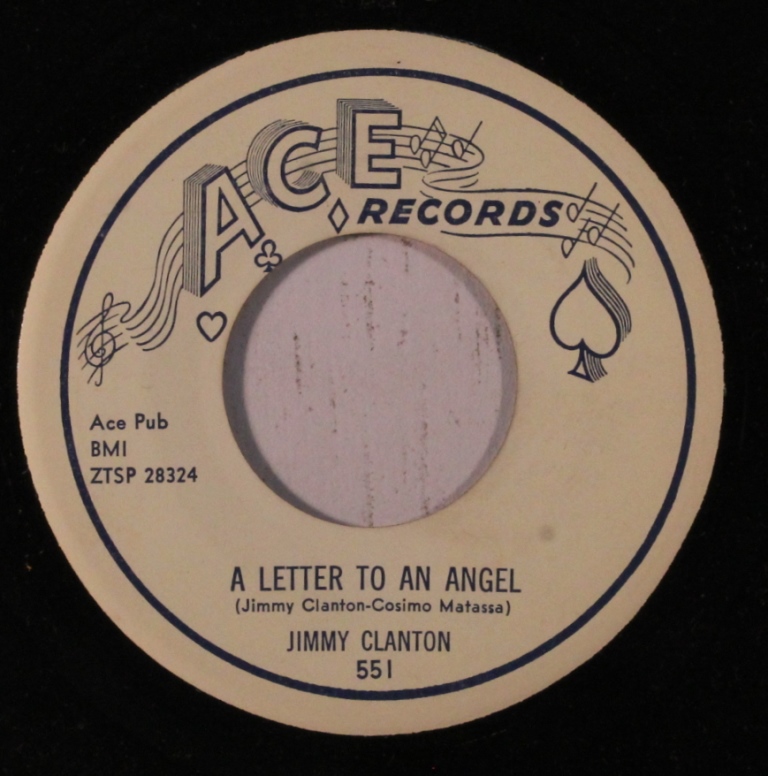 ACE
RECORDS
Ace Pub
BMI
ZTSP 28324
A LETTER TO AN ANGEL
(Jimmy Clanton-Cosimo Matassa)
JIMMY CLANTON
551